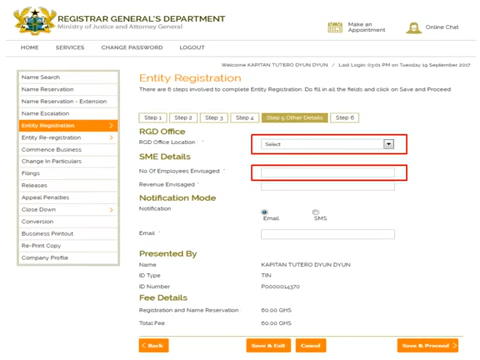 REGISTRAR GENERAL'S DEPARTMENT
Ministry of Justice and Attorney General
Make an
Appointment
Online Chat
HOME SERVICES CHANGE PASSWORD LOGOUT
Welcome KAPITAN TUTERO DYUN DYUN / Last Login: 03:01 PM on Tuesday 19 September 2017
Name Search
Name Reservation
Name Reservation - Extension
Name Escalation
Entity Registration
Entity Re-registration
Commence Business
Change In Particulars
Filings
Releases
Appeal Penalties
Close Down
Conversion
Bussiness Printout
Re-Print Copy
Company Profile
Entity Registration
There are 6 steps involved to complete Entity Registration. Do fill in all the fields and click on Save and Proceed
Step 1 Step 2 Step 3 Step 4 Step 5 Other Details Step 6
RGD Office
RGD Office Location * Select
SME Details
No Of Employees Envisaged *
Revenue Envisaged *
Notification Mode
Notification
Email SMS
Email *
Presented By
Name KAPITAN TUTERO DYUN DYUN
ID Type TIN
ID Number P0000014370
Fee Details
Registration and Name Reservation 60.00 GHS
Total Fee 60.00 GHS
Back Save & Exit Cancel Save & Proceed